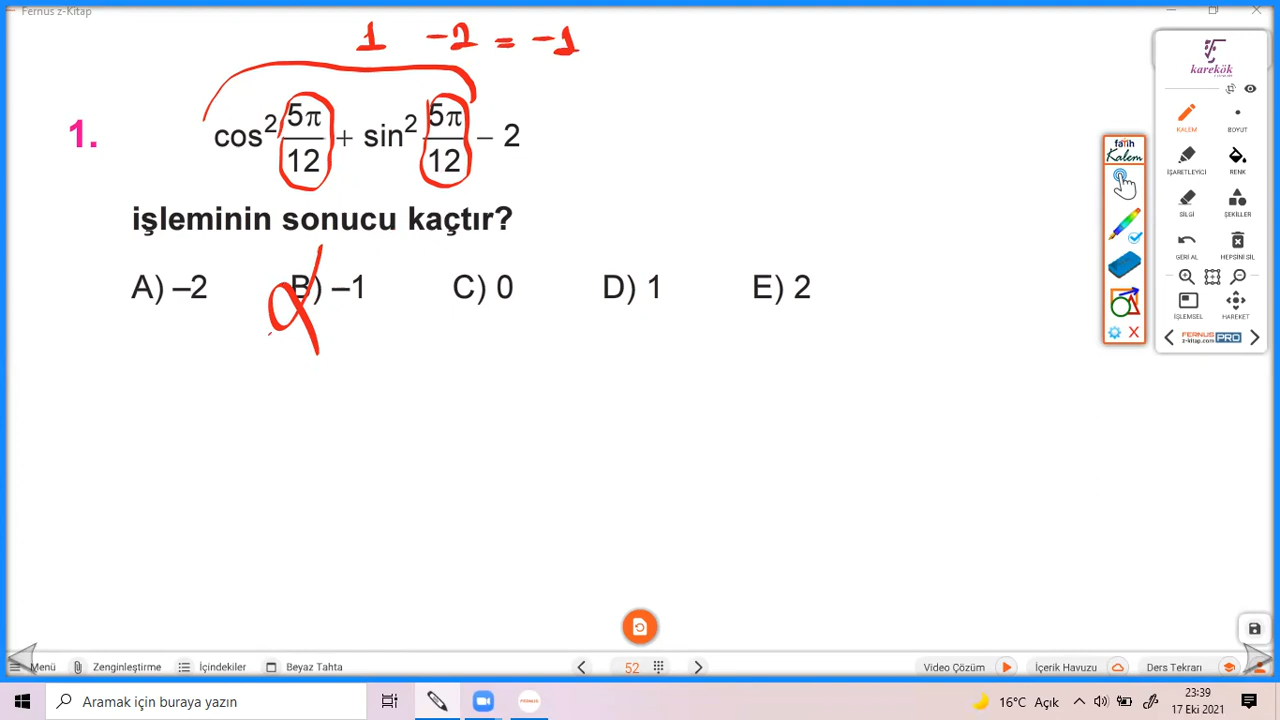 Fernus z-Kitap
1 -2 = -1
1. cos² 5π/12 + sin² 5π/12 – 2
işleminin sonucu kaçtır?
A) –2 B) –1 C) 0 D) 1 E) 2
karekök
KALEM BOYUT
İŞARETLEYİCİ RENK
SİLGİ ŞEKİLLER
GERİ AL HEPSİNİ SİL
İŞLEMSEL HAREKET
FERNUS z-kitap.com PRO
fatih Kalem
Menü Zenginleştirme İçindekiler Beyaz Tahta 52 Video Çözüm İçerik Havuzu Ders Tekrarı
Aramak için buraya yazın FERNUS 16°C Açık 23:39
17 Eki 2021